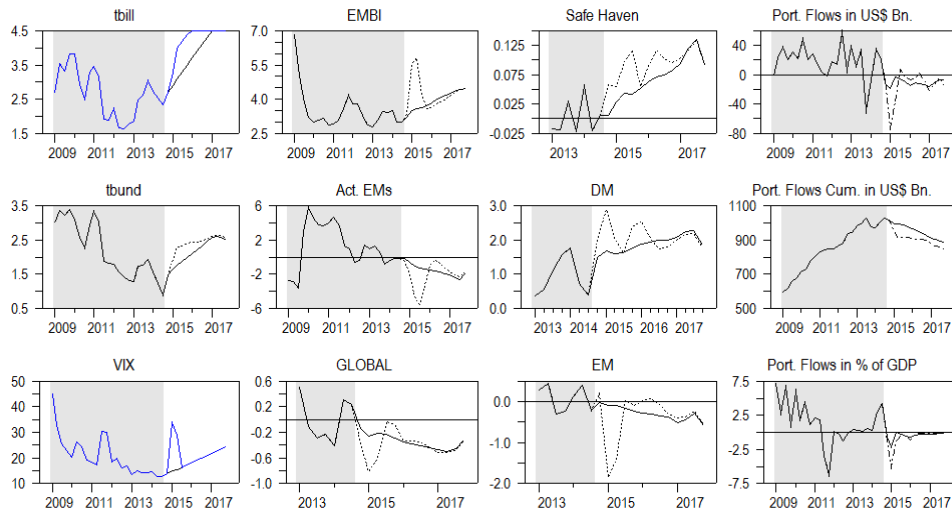 tbill
EMBI
Safe Haven
Port. Flows in US$ Bn.
4.5
3.5
2.5
1.5
2009 2011 2013 2015 2017
7.0
5.5
4.0
2.5
2009 2011 2013 2015 2017
0.125
0.075
0.025
-0.025
2013 2015 2017
40
0
-40
-80
2009 2011 2013 2015 2017
tbund
Act. EMs
DM
Port. Flows Cum. in US$ Bn.
3.5
2.5
1.5
0.5
2009 2011 2013 2015 2017
6
2
-2
-6
2009 2011 2013 2015 2017
3.0
2.0
1.0
0.0
2013 2014 2015 2016 2017
1100
900
700
500
2009 2011 2013 2015 2017
VIX
GLOBAL
EM
Port. Flows in % of GDP
50
40
30
20
10
2009 2011 2013 2015 2017
0.6
0.2
-0.2
-0.6
-1.0
2013 2015 2017
0.0
-1.0
-2.0
2013 2015 2017
7.5
2.5
-2.5
-7.5
2009 2011 2013 2015 2017